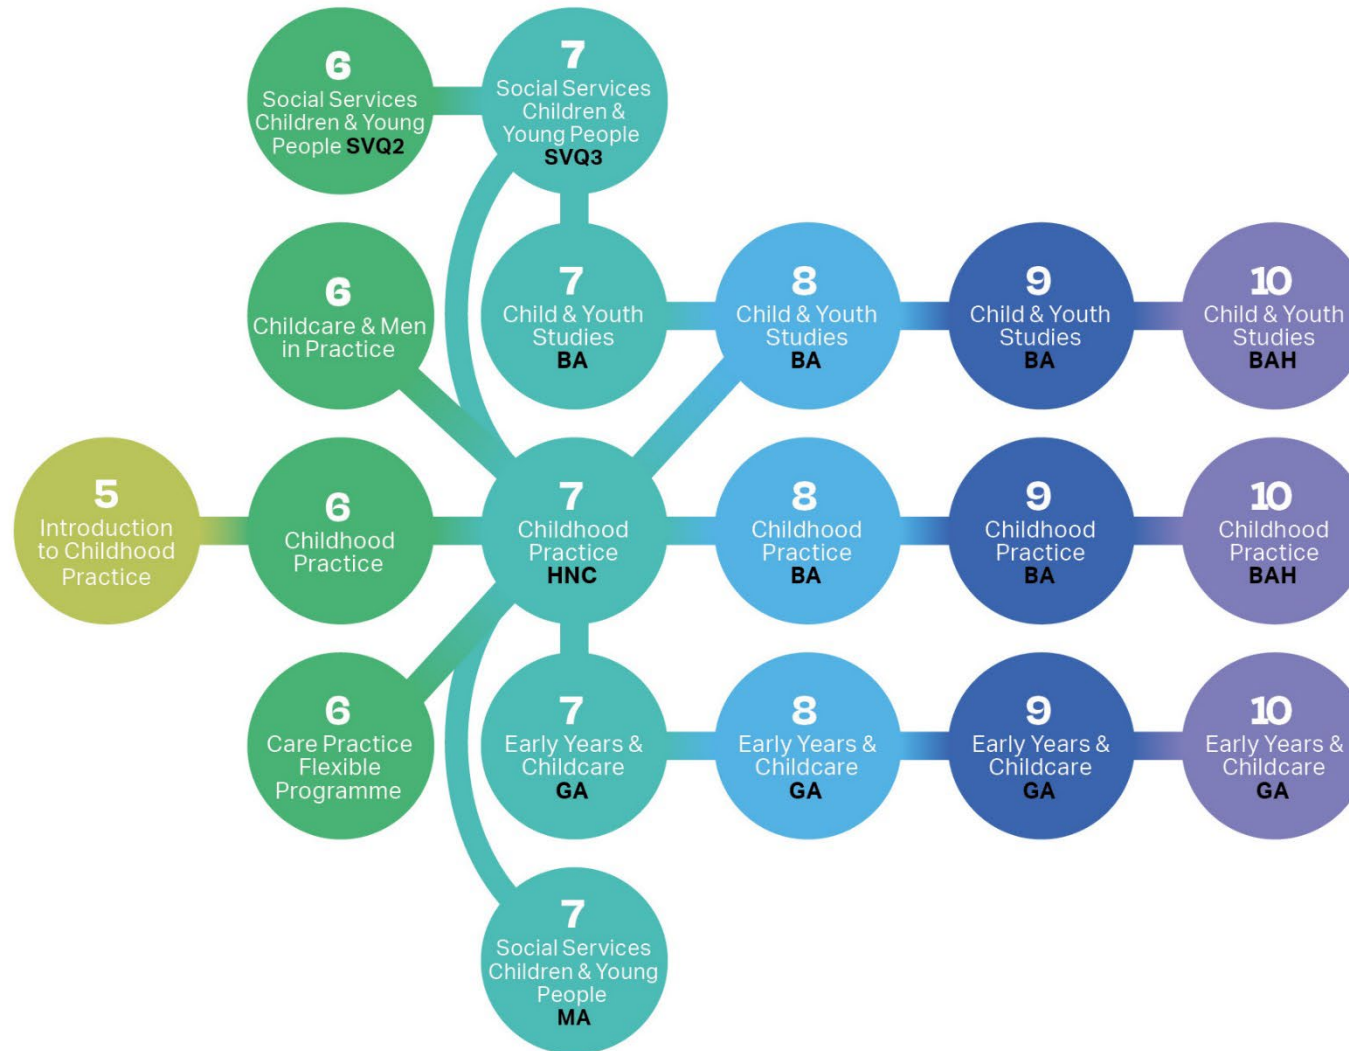 6
Social Services
Children & Young
People SVQ2
7
Social Services
Children &
Young People
SVQ3
6
Childcare & Men
in Practice
7
Child & Youth
Studies
BA
8
Child & Youth
Studies
BA
9
Child & Youth
Studies
BA
10
Child & Youth
Studies
BAH
5
Introduction
to Childhood
Practice
6
Childhood
Practice
7
Childhood
Practice
HNC
8
Childhood
Practice
BA
9
Childhood
Practice
BA
10
Childhood
Practice
BAH
6
Care Practice
Flexible
Programme
7
Early Years &
Childcare
GA
8
Early Years &
Childcare
GA
9
Early Years &
Childcare
GA
10
Early Years &
Childcare
GA
7
Social Services
Children & Young
People
MA